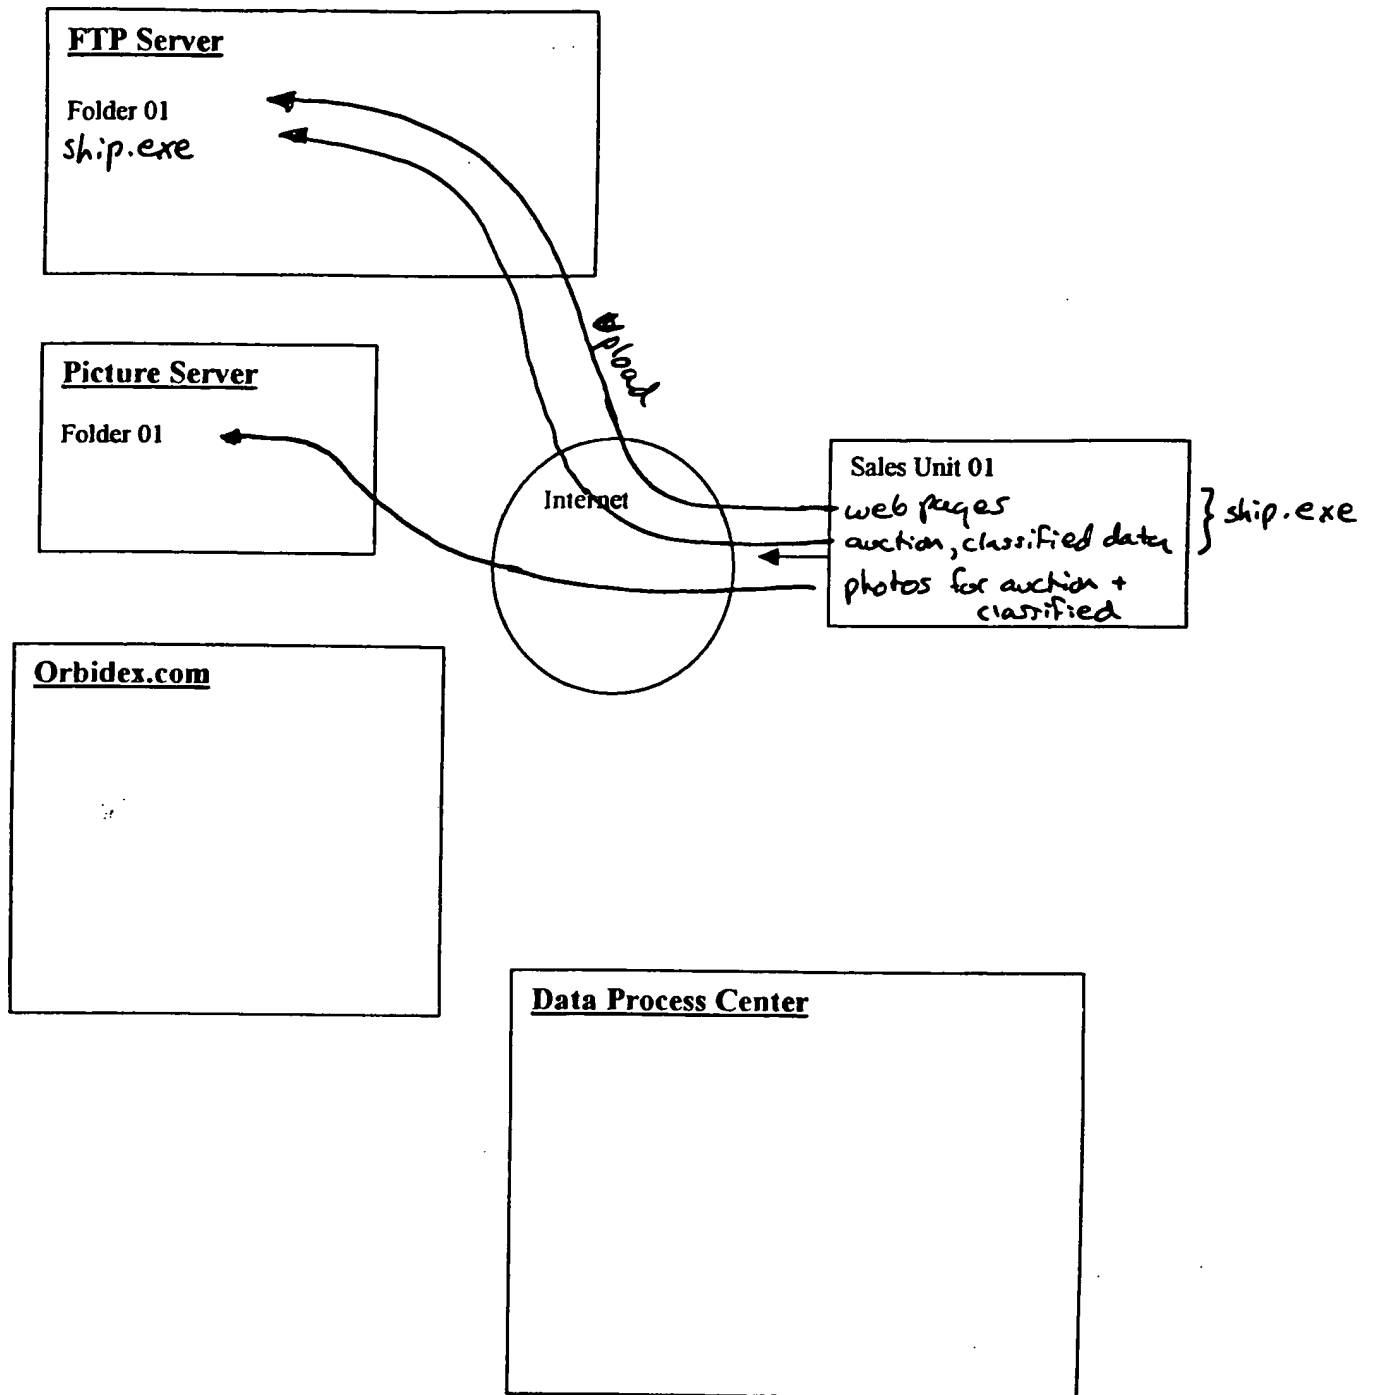 FTP Server
Folder 01
ship.exe
upload
Picture Server
Folder 01
Internet
Sales Unit 01
web pages
auction, classified data
photos for auction +
classified
} ship.exe
Orbidex.com
Data Process Center